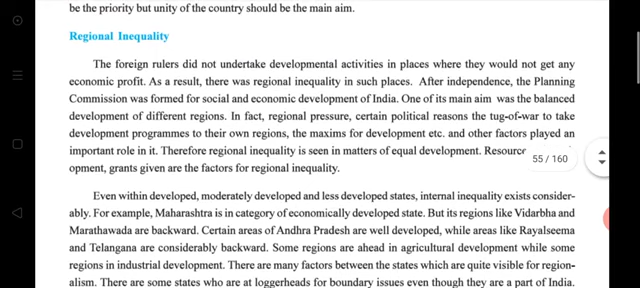 be the priority but unity of the country should be the main aim.
Regional Inequality
The foreign rulers did not undertake developmental activities in places where they would not get any
economic profit. As a result, there was regional inequality in such places. After independence, the Planning
Commission was formed for social and economic development of India. One of its main aim was the balanced
development of different regions. In fact, regional pressure, certain political reasons the tug-of-war to take
development programmes to their own regions, the maxims for development etc. and other factors played an
important role in it. Therefore regional inequality is seen in matters of equal development. Resourc
55 / 160
opment, grants given are the factors for regional inequality.
Even within developed, moderately developed and less developed states, internal inequality exists consider-
ably. For example, Maharashtra is in category of economically developed state. But its regions like Vidarbha and
Marathawada are backward. Certain areas of Andhra Pradesh are well developed, while areas like Rayalseema
and Telangana are considerably backward. Some regions are ahead in agricultural development while some
regions in industrial development. There are many factors between the states which are quite visible for region-
alism. There are some states who are at loggerheads for boundary issues even though they are a part of India.